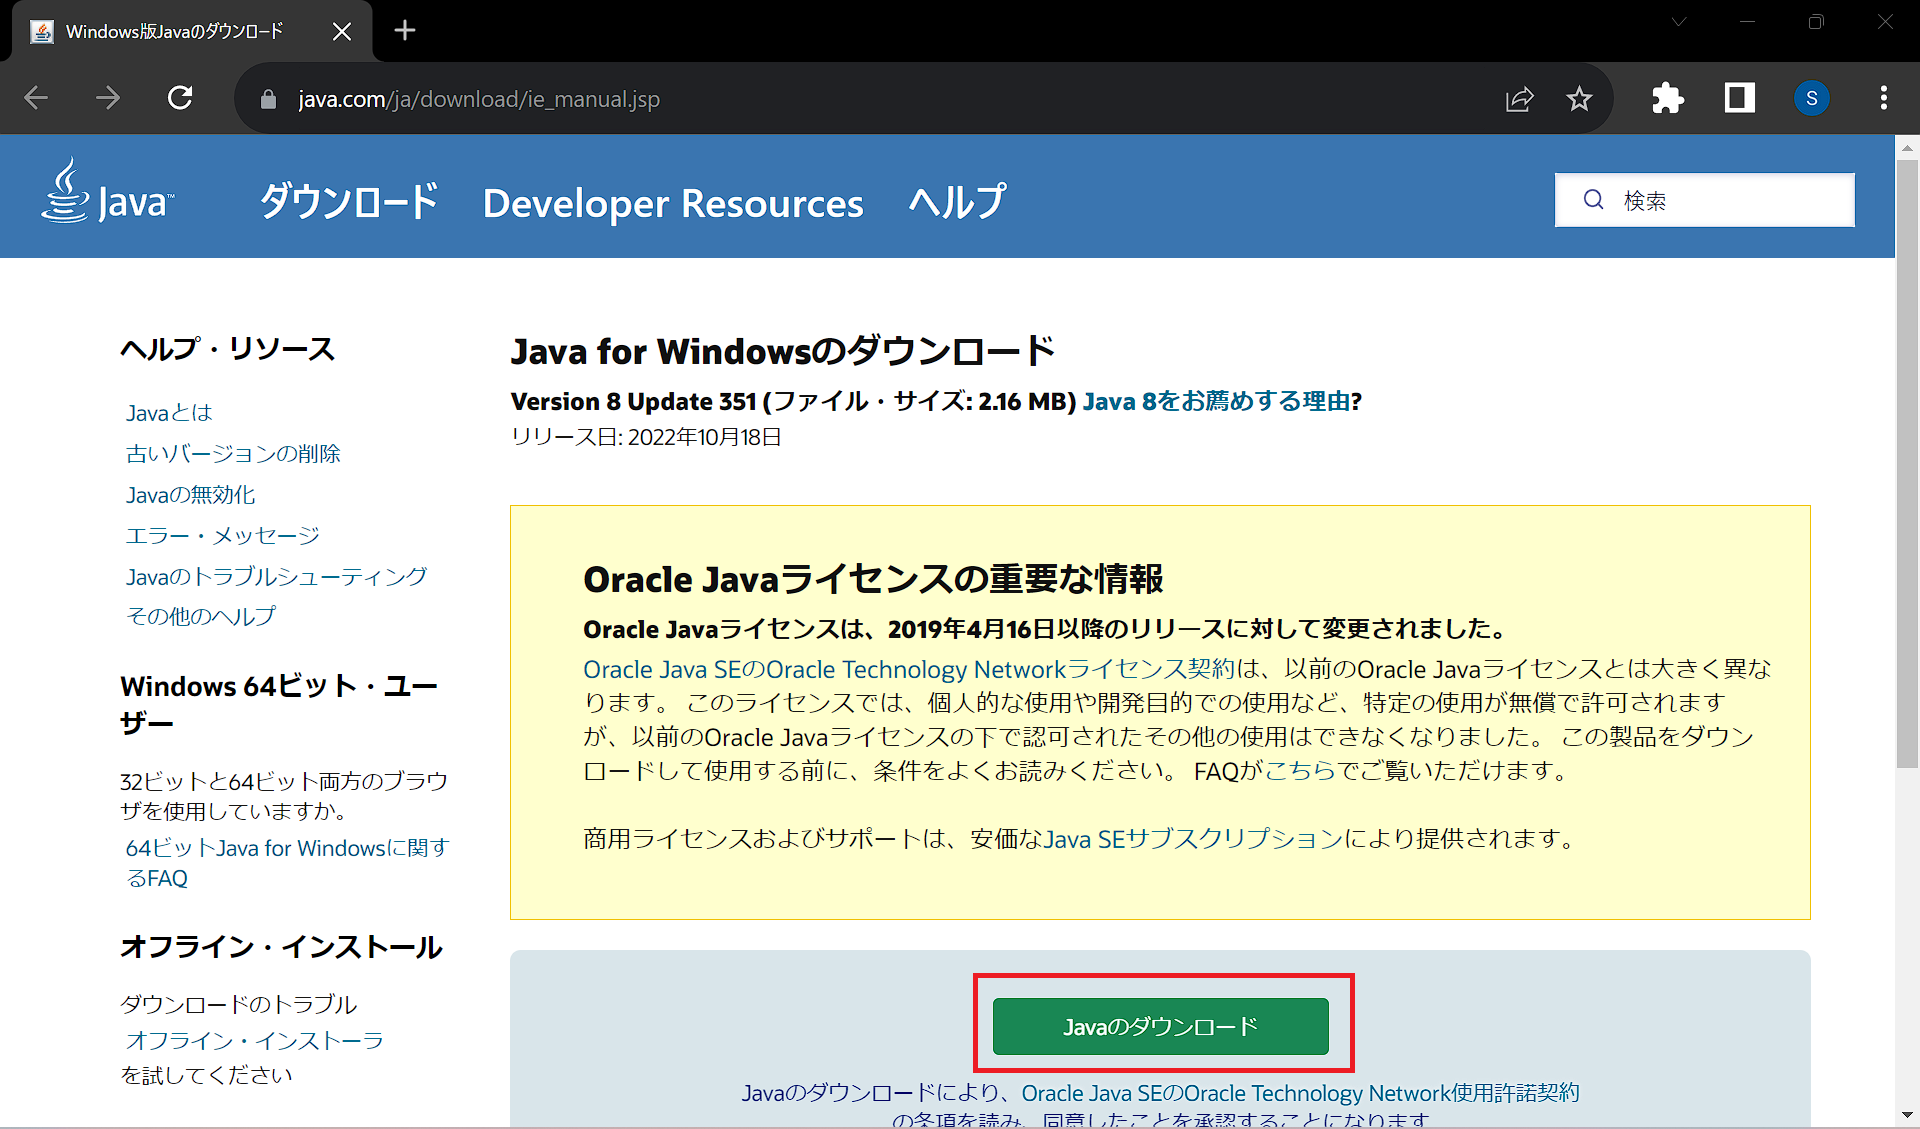 Windows版Javaのダウンロード
java.com/ja/download/ie_manual.jsp
S
Java™
ダウンロード
Developer Resources
ヘルプ
検索
ヘルプ・リソース
Javaとは
古いバージョンの削除
Javaの無効化
エラー・メッセージ
Javaのトラブルシューティング
その他のヘルプ
Windows 64ビット・ユー
ザー
32ビットと64ビット両方のブラウ
ザを使用していますか。
64ビットJava for Windowsに関す
るFAQ
オフライン・インストール
ダウンロードのトラブル
オフライン・インストーラ
を試してください
Java for Windowsのダウンロード
Version 8 Update 351 (ファイル・サイズ: 2.16 MB) Java 8をお薦めする理由?
リリース日: 2022年10月18日
Oracle Javaライセンスの重要な情報
Oracle Javaライセンスは、2019年4月16日以降のリリースに対して変更されました。
Oracle Java SEのOracle Technology Networkライセンス契約は、以前のOracle Javaライセンスとは大きく異な
ります。 このライセンスでは、個人的な使用や開発目的での使用など、特定の使用が無償で許可されます
が、以前のOracle Javaライセンスの下で認可されたその他の使用はできなくなりました。 この製品をダウン
ロードして使用する前に、条件をよくお読みください。 FAQがこちらでご覧いただけます。
商用ライセンスおよびサポートは、安価なJava SEサブスクリプションにより提供されます。
Javaのダウンロード
Javaのダウンロードにより、Oracle Java SEのOracle Technology Network使用許諾契約
の条項を読み、同意したことを承認することになります